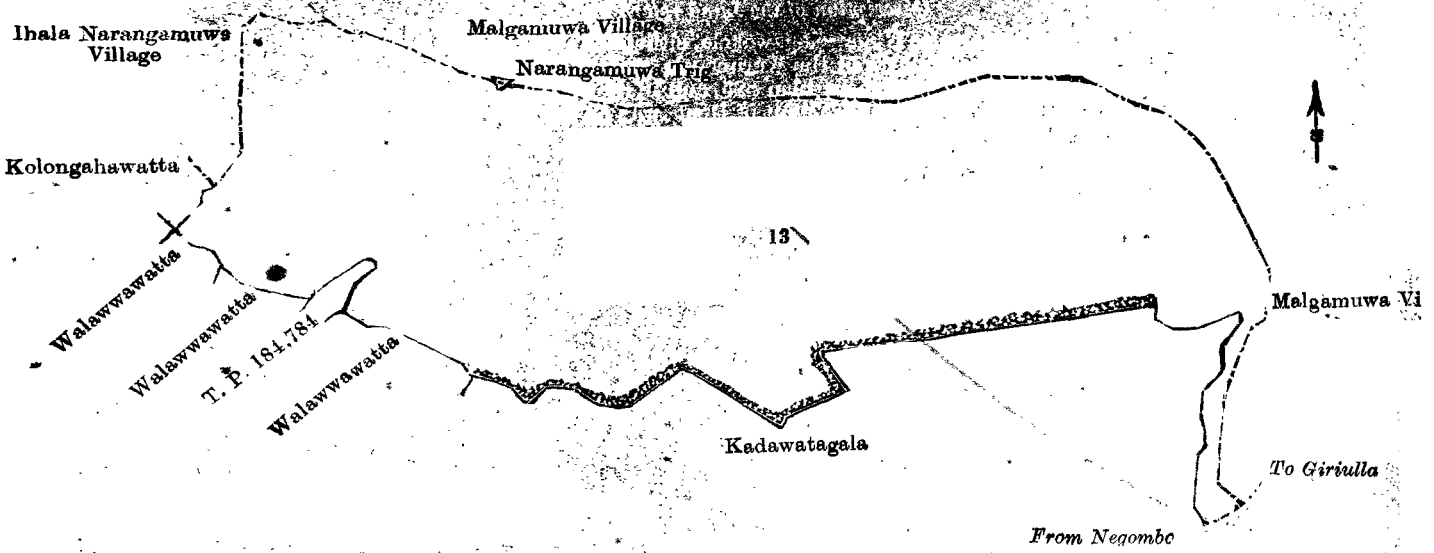 Ihala Narangamuwa
Village
Malgamuwa Village
Narangamuwa Trig
Kolongahawatta
13
Walawwawatta
Walawwawatta
T. P. 184,784
Walawwawatta
Malgamuwa Vi
Kadawatagala
To Giriulla
From Negombo